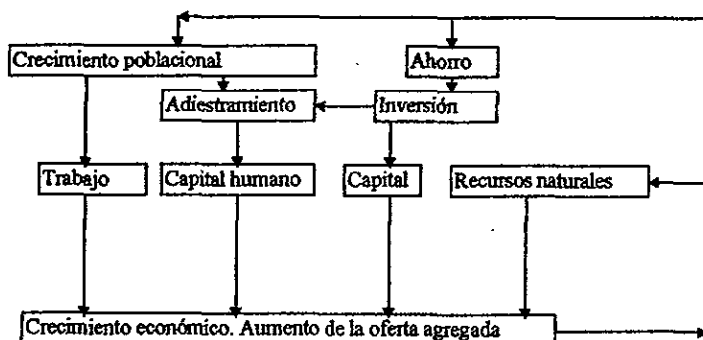 Crecimiento poblacional
Ahorro
Adiestramiento
Inversión
Trabajo
Capital humano
Capital
Recursos naturales
Crecimiento económico. Aumento de la oferta agregada